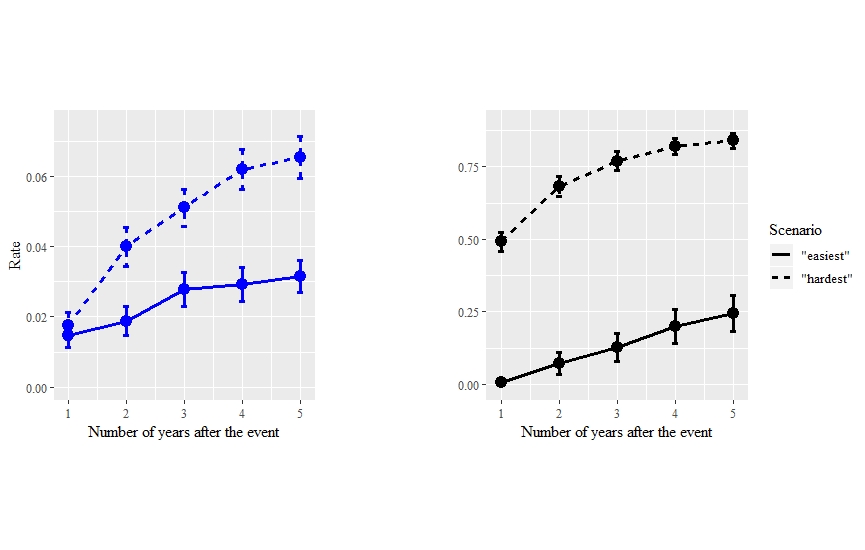 Rate
0.06
0.04
0.02
0.00
1 2 3 4 5
Number of years after the event
0.75
0.50
0.25
0.00
1 2 3 4 5
Number of years after the event
Scenario
"easiest"
"hardest"